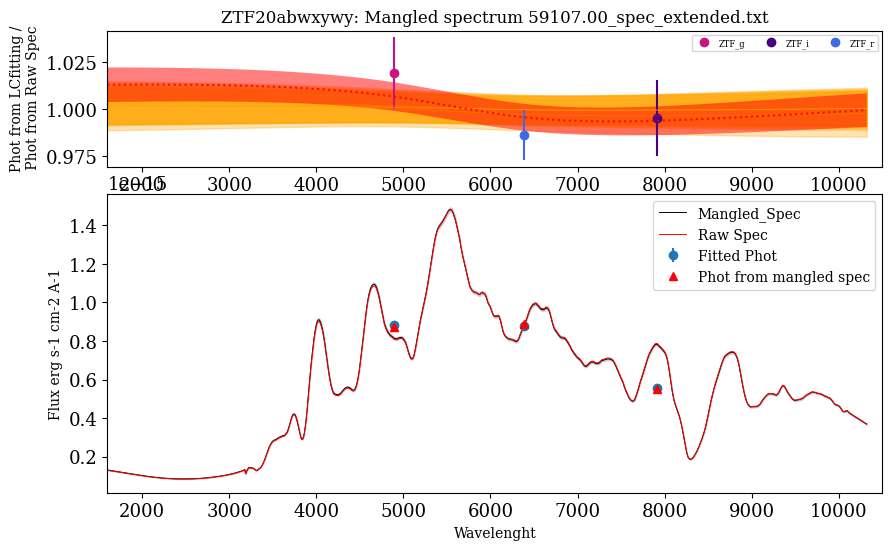 ZTF20abwxywy: Mangled spectrum 59107.00_spec_extended.txt
Phot from LCfitting /
Phot from Raw Spec
1.025
1.000
0.975
ZTF_g
ZTF_i
ZTF_r
2000 3000 4000 5000 6000 7000 8000 9000 10000
Flux erg s-1 cm-2 A-1
1.4
1.2
1.0
0.8
0.6
0.4
0.2
Mangled_Spec
Raw Spec
Fitted Phot
Phot from mangled spec
2000 3000 4000 5000 6000 7000 8000 9000 10000
Wavelenght